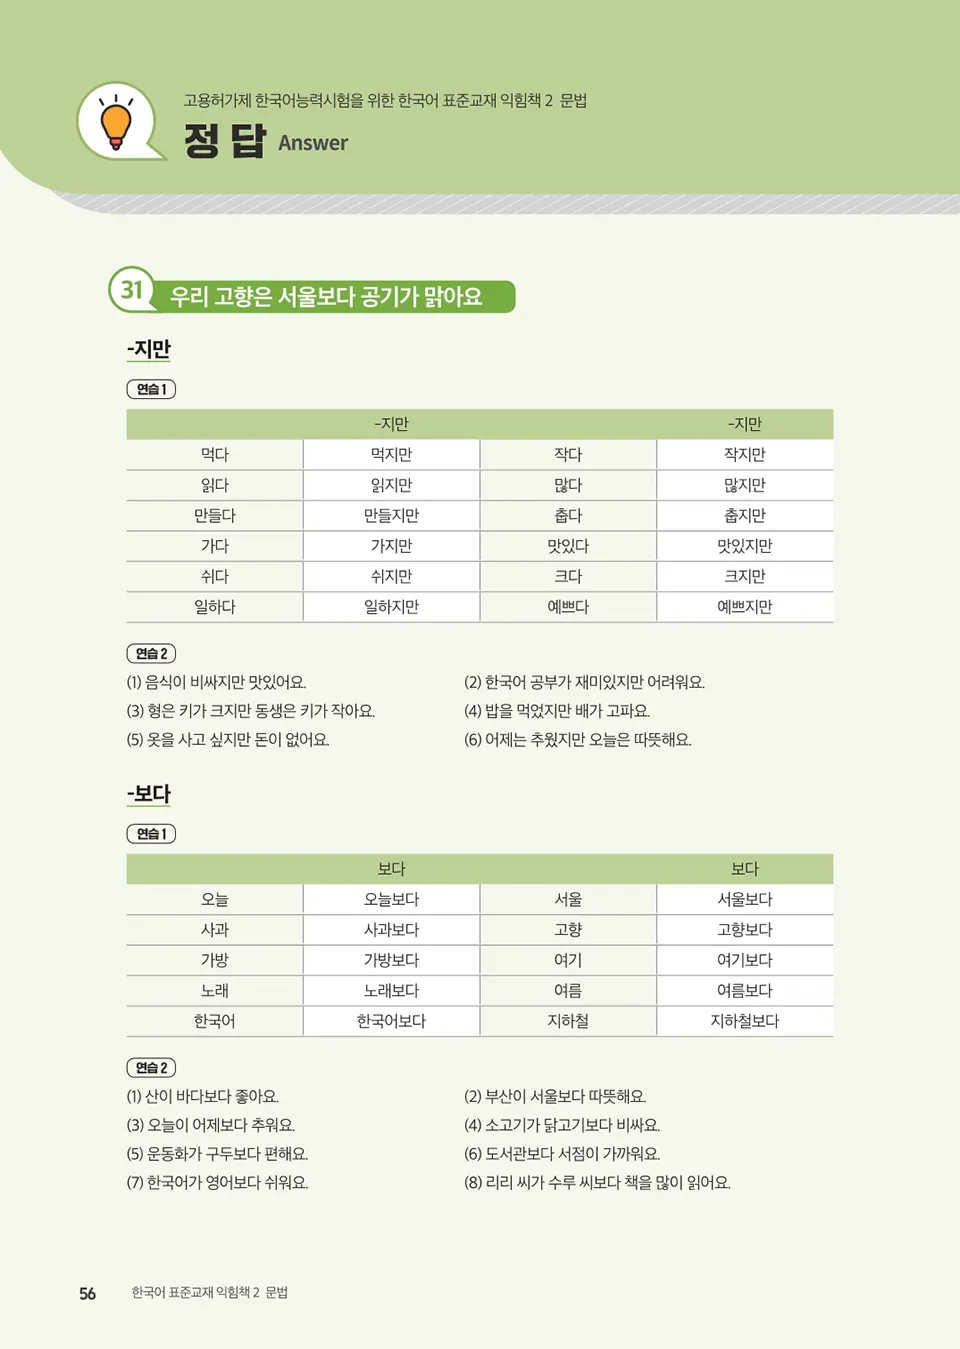 고용허가제 한국어능력시험을 위한 한국어 표준교재 익힘책 2 문법
정 답 Answer
31 우리 고향은 서울보다 공기가 맑아요
-지만
연습 1
-지만 -지만
먹다 먹지만 작다 작지만
읽다 읽지만 많다 많지만
만들다 만들지만 춥다 춥지만
가다 가지만 맛있다 맛있지만
쉬다 쉬지만 크다 크지만
일하다 일하지만 예쁘다 예쁘지만
연습 2
(1) 음식이 비싸지만 맛있어요. (2) 한국어 공부가 재미있지만 어려워요.
(3) 형은 키가 크지만 동생은 키가 작아요. (4) 밥을 먹었지만 배가 고파요.
(5) 옷을 사고 싶지만 돈이 없어요. (6) 어제는 추웠지만 오늘은 따뜻해요.
-보다
연습 1
보다 보다
오늘 오늘보다 서울 서울보다
사과 사과보다 고향 고향보다
가방 가방보다 여기 여기보다
노래 노래보다 여름 여름보다
한국어 한국어보다 지하철 지하철보다
연습 2
(1) 산이 바다보다 좋아요. (2) 부산이 서울보다 따뜻해요.
(3) 오늘이 어제보다 추워요. (4) 소고기가 닭고기보다 비싸요.
(5) 운동화가 구두보다 편해요. (6) 도서관보다 서점이 가까워요.
(7) 한국어가 영어보다 쉬워요. (8) 리리 씨가 수루 씨보다 책을 많이 읽어요.
56 한국어 표준교재 익힘책 2 문법